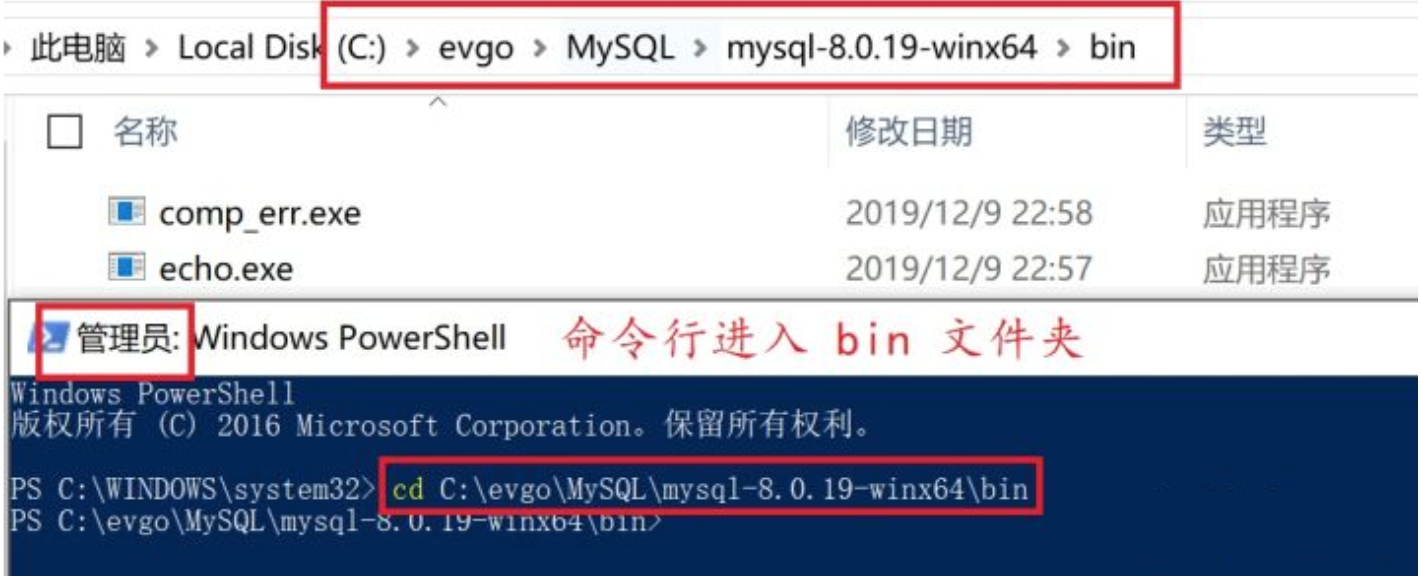 此电脑 > Local Disk (C:) > evgo > MySQL > mysql-8.0.19-winx64 > bin
名称 修改日期 类型
comp_err.exe 2019/12/9 22:58 应用程序
echo.exe 2019/12/9 22:57 应用程序
管理员: Windows PowerShell 命令行进入 bin 文件夹
Windows PowerShell
版权所有 (C) 2016 Microsoft Corporation。保留所有权利。
PS C:\WINDOWS\system32> cd C:\evgo\MySQL\mysql-8.0.19-winx64\bin
PS C:\evgo\MySQL\mysql-8.0.19-winx64\bin>